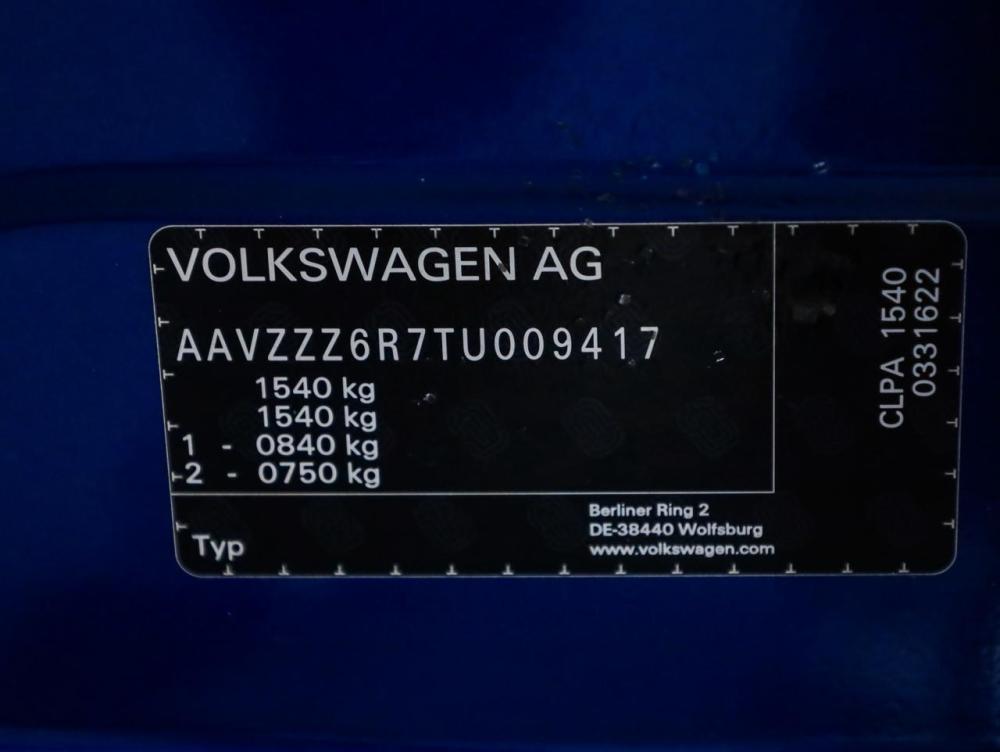 VOLKSWAGEN AG
AAVZZZ6R7TU009417
1540 kg
1540 kg
1 - 0840 kg
2 - 0750 kg
Typ
Berliner Ring 2
DE-38440 Wolfsburg
www.volkswagen.com
CLPA 1540
0331622